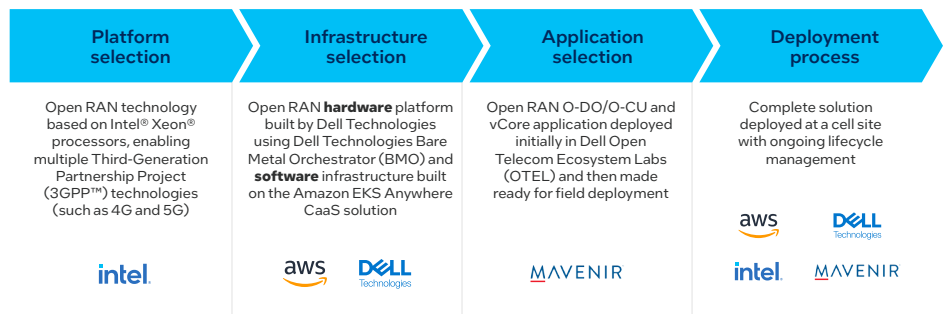 Platform
selection
Infrastructure
selection
Application
selection
Deployment
process
Open RAN technology
based on Intel® Xeon®
processors, enabling
multiple Third-Generation
Partnership Project
(3GPP™) technologies
(such as 4G and 5G)
intel.
Open RAN hardware platform
built by Dell Technologies
using Dell Technologies Bare
Metal Orchestrator (BMO) and
software infrastructure built
on the Amazon EKS Anywhere
CaaS solution
aws
DELL
Technologies
Open RAN O-DO/O-CU and
vCore application deployed
initially in Dell Open
Telecom Ecosystem Labs
(OTEL) and then made
ready for field deployment
MAVENIR
Complete solution
deployed at a cell site
with ongoing lifecycle
management
aws
DELL
Technologies
intel.
MAVENIR